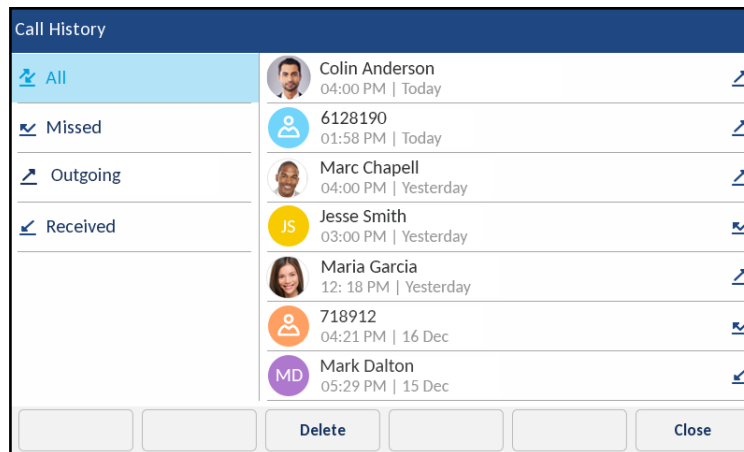 Call History
All
Missed
Outgoing
Received
Colin Anderson
04:00 PM | Today
6128190
01:58 PM | Today
Marc Chapell
04:00 PM | Yesterday
JS
Jesse Smith
03:00 PM | Yesterday
Maria Garcia
12: 18 PM | Yesterday
718912
04:21 PM | 16 Dec
MD
Mark Dalton
05:29 PM | 15 Dec
Delete
Close